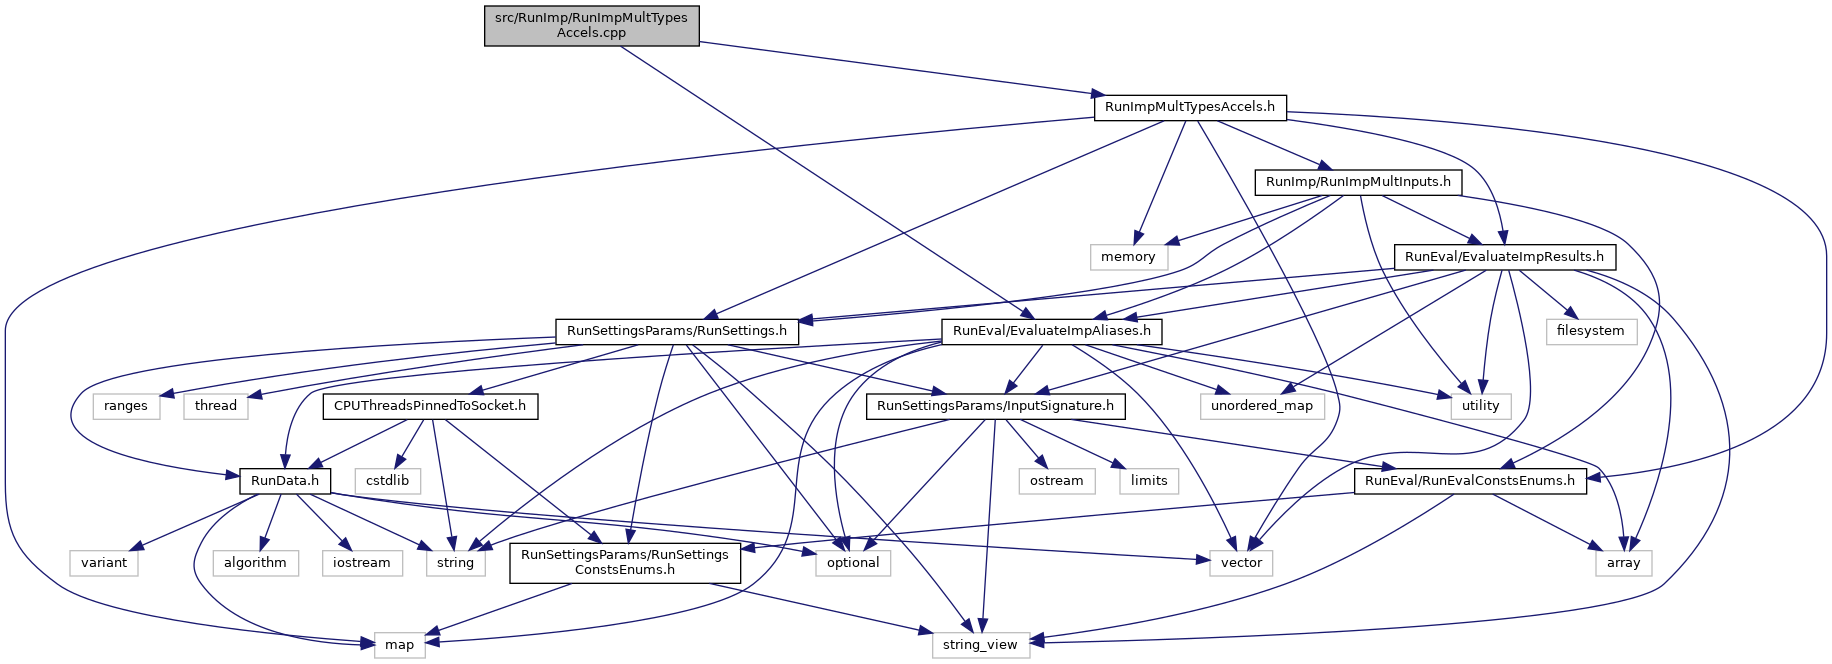 src/RunImp/RunImpMultTypes
Accels.cpp
RunImpMultTypesAccels.h
RunImp/RunImpMultInputs.h
memory
RunEval/EvaluateImpResults.h
RunSettingsParams/RunSettings.h
RunEval/EvaluateImpAliases.h
filesystem
ranges
thread
CPUThreadsPinnedToSocket.h
RunSettingsParams/InputSignature.h
unordered_map
utility
RunData.h
cstdlib
ostream
limits
RunEval/RunEvalConstsEnums.h
variant
algorithm
iostream
string
RunSettingsParams/RunSettings
ConstsEnums.h
optional
vector
array
map
string_view